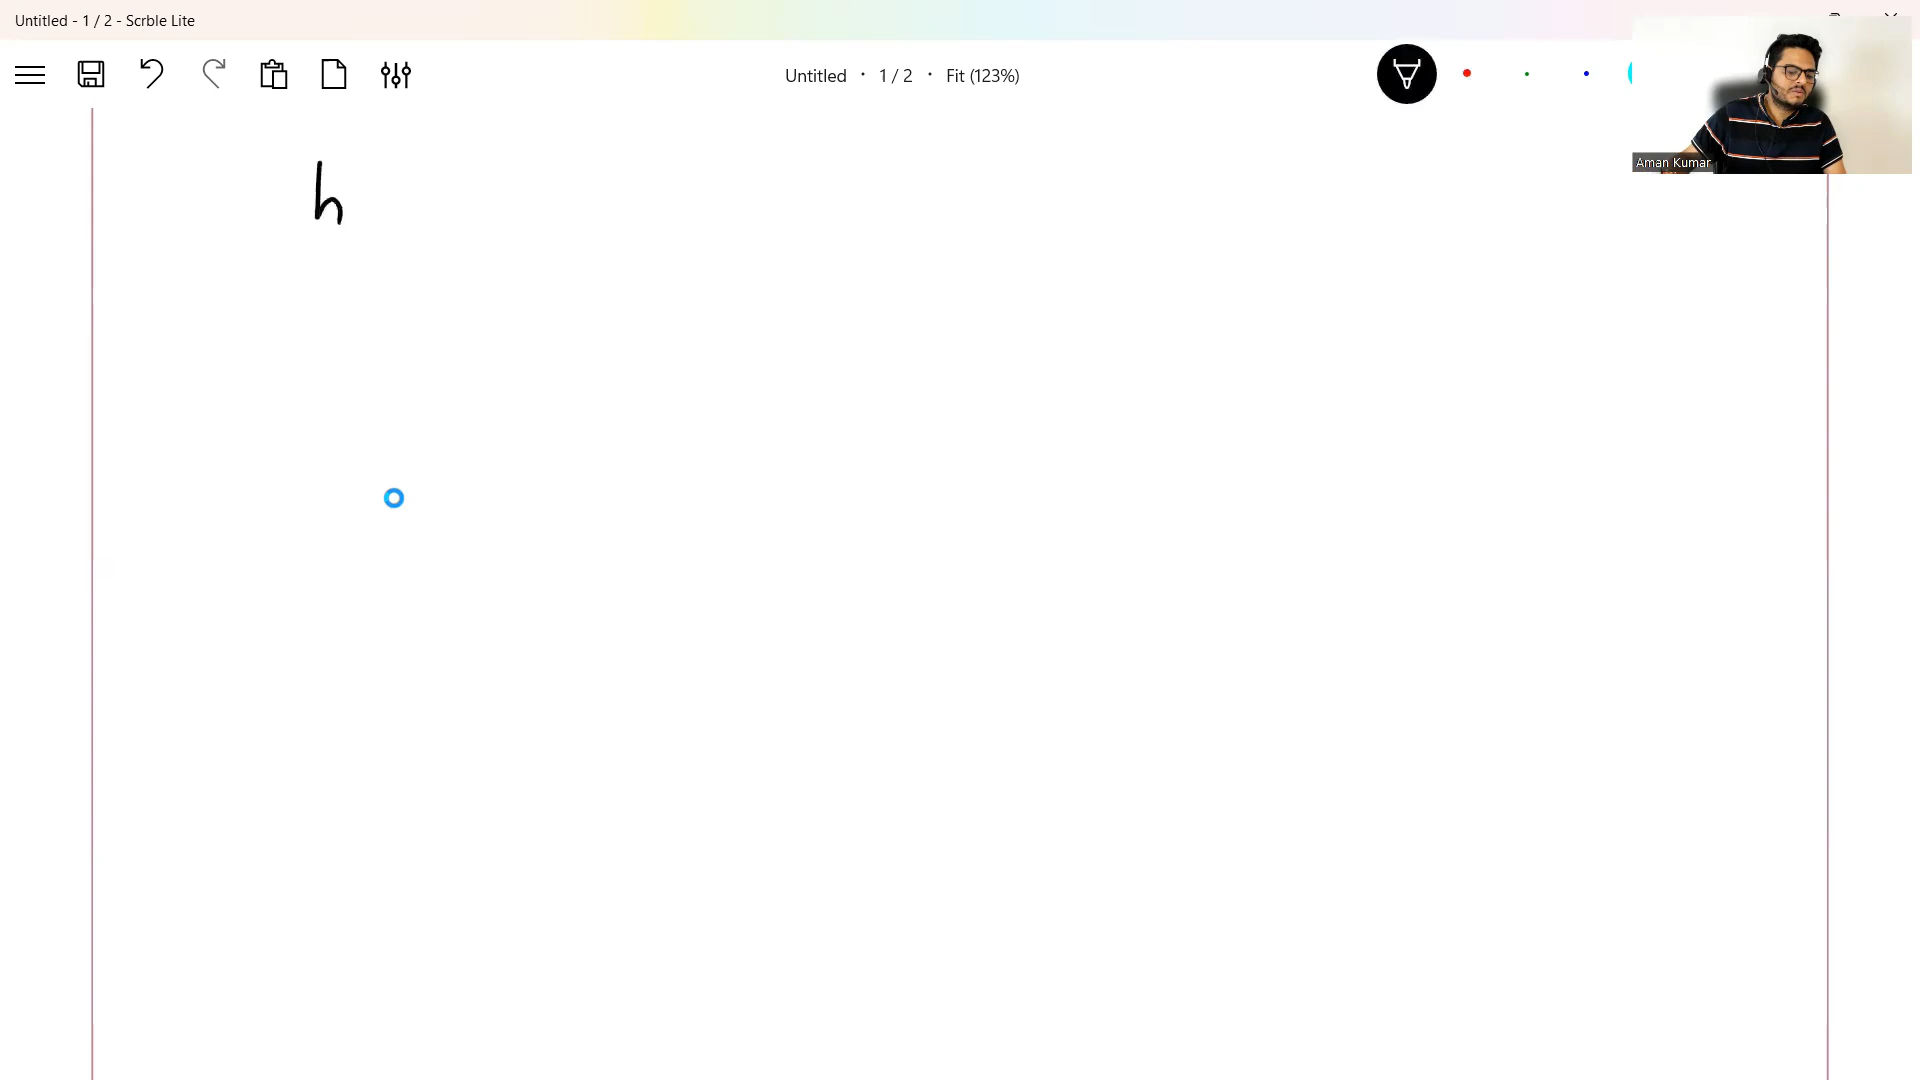 Untitled - 1 / 2 - Scrble Lite
Untitled • 1 / 2 • Fit (123%)
Aman Kumar
h